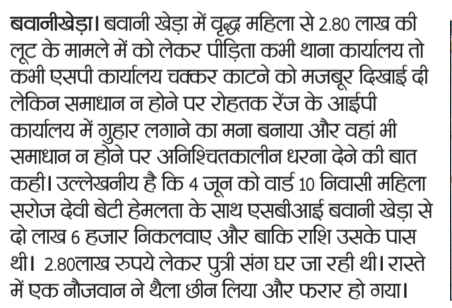 बवानीखेड़ा। बवानी खेड़ा में वृद्ध महिला से 2.80 लाख की
लूट के मामले में को लेकर पीड़िता कभी थाना कार्यालय तो
कभी एसपी कार्यालय चक्कर काटने को मजबूर दिखाई दी
लेकिन समाधान न होने पर रोहतक रेंज के आईपी
कार्यालय में गुहार लगाने का मना बनाया और वहां भी
समाधान न होने पर अनिश्चितकालीन धरना देने की बात
कही। उल्लेखनीय है कि 4 जून को वार्ड 10 निवासी महिला
सरोज देवी बेटी हेमलता के साथ एसबीआई बवानी खेड़ा से
दो लाख 6 हजार निकलवाए और बाकि राशि उसके पास
थी। 2.80लाख रुपये लेकर पुत्री संग घर जा रही थी। रास्ते
में एक नौजवान ने थैला छीन लिया और फरार हो गया।